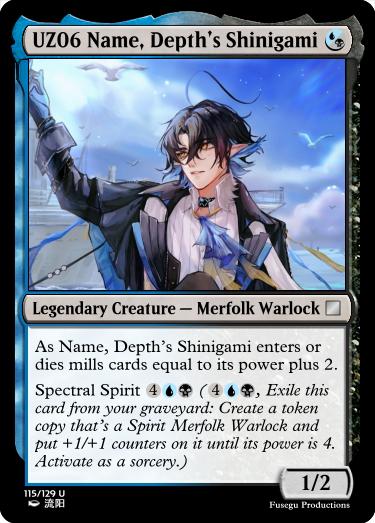 UZ06 Name, Depth's Shinigami
Legendary Creature — Merfolk Warlock
As Name, Depth's Shinigami enters or
dies mills cards equal to its power plus 2.
Spectral Spirit 4 (4, Exile this
card from your graveyard: Create a token
copy that's a Spirit Merfolk Warlock and
put +1/+1 counters on it until its power is 4.
Activate as a sorcery.)
1/2
115/129 U
流阳
Fusegu Productions